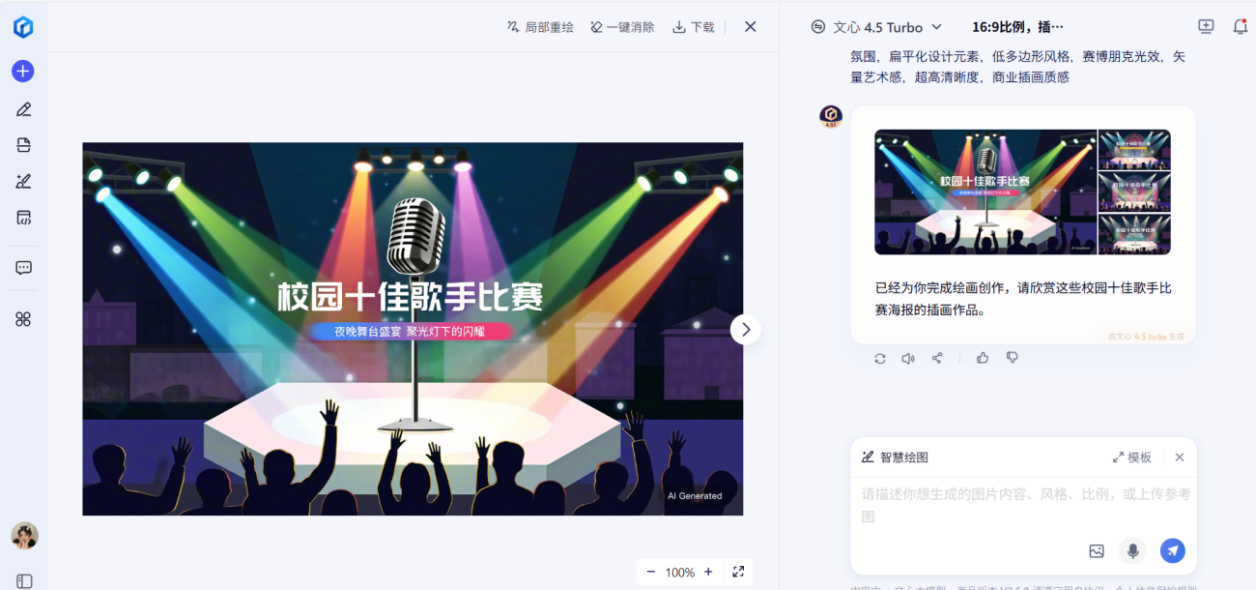 局部重绘 一键消除 下载
文心 4.5 Turbo
16:9比例，插…
氛围，扁平化设计元素，低多边形风格，赛博朋克光效，矢
量艺术感，超高清晰度，商业插画质感
校园十佳歌手比赛
夜晚舞台盛宴 聚光灯下的闪耀
AI Generated
100%
校园十佳歌手比赛
已经为你完成绘画创作，请欣赏这些校园十佳歌手比
赛海报的插画作品。
由文心 4.5 Turbo 生成
智慧绘图
模板
请描述你想生成的图片内容、风格、比例，或上传参考
图